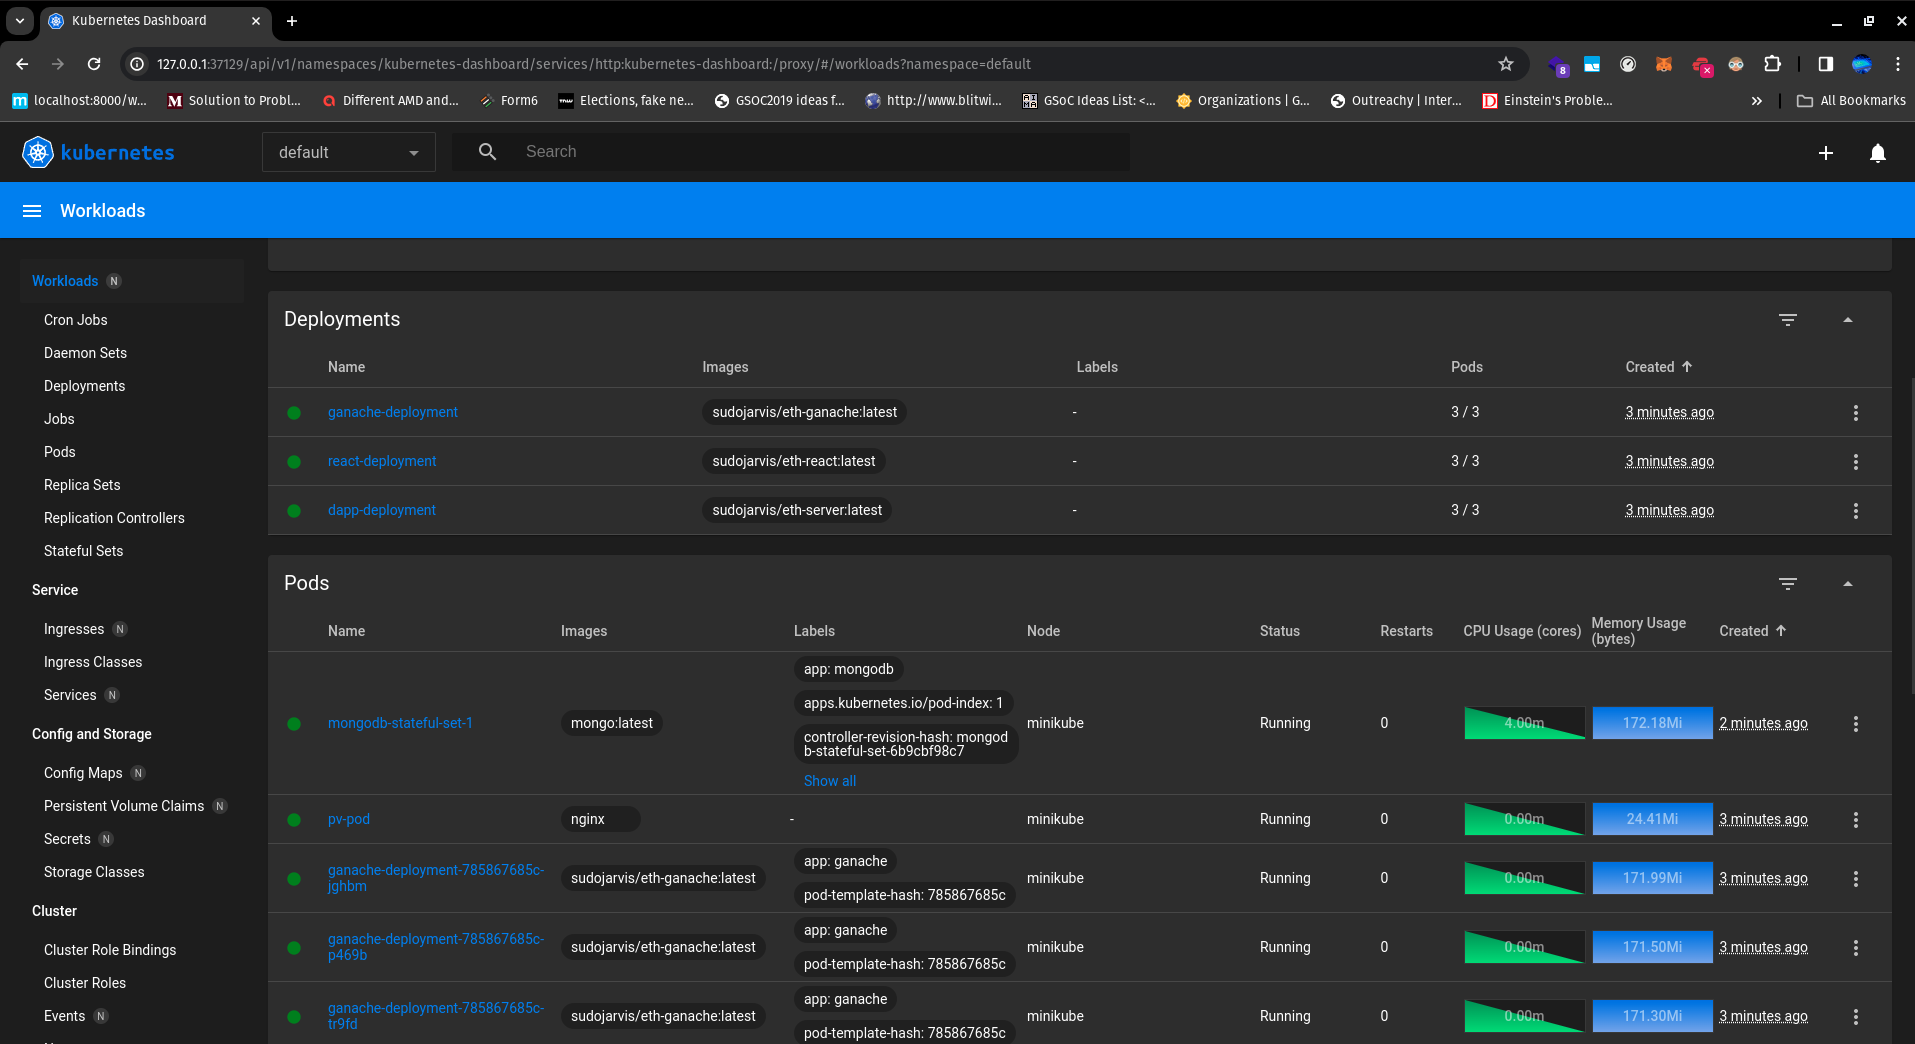 Kubernetes Dashboard
127.0.0.1:37129/api/v1/namespaces/kubernetes-dashboard/services/http:kubernetes-dashboard:/proxy/#/workloads?namespace=default
8
localhost:8000/w... Solution to Probl... Different AMD and... Form6 Elections, fake ne... GSOC2019 ideas f... http://www.blitwi... GSoC Ideas List: <... Organizations | G... Outreachy | Inter... Einstein's Proble... All Bookmarks
kubernetes default Search
Workloads
Workloads N
Cron Jobs
Daemon Sets
Deployments
Jobs
Pods
Replica Sets
Replication Controllers
Stateful Sets
Service
Ingresses N
Ingress Classes
Services N
Config and Storage
Config Maps N
Persistent Volume Claims N
Secrets N
Storage Classes
Cluster
Cluster Role Bindings
Cluster Roles
Events N
Deployments
Name Images Labels Pods Created
ganache-deployment sudojarvis/eth-ganache:latest - 3 / 3 3 minutes ago
react-deployment sudojarvis/eth-react:latest - 3 / 3 3 minutes ago
dapp-deployment sudojarvis/eth-server:latest - 3 / 3 3 minutes ago
Pods
Name Images Labels Node Status Restarts CPU Usage (cores) Memory Usage (bytes) Created
app: mongodb
apps.kubernetes.io/pod-index: 1
mongodb-stateful-set-1 mongo:latest controller-revision-hash: mongod minikube Running 0 4.00m 172.18Mi 2 minutes ago
b-stateful-set-6b9cbf98c7
Show all
pv-pod nginx - minikube Running 0 0.00m 24.41Mi 3 minutes ago
ganache-deployment-785867685c- app: ganache
jghbm sudojarvis/eth-ganache:latest pod-template-hash: 785867685c minikube Running 0 0.00m 171.99Mi 3 minutes ago
ganache-deployment-785867685c- app: ganache
p469b sudojarvis/eth-ganache:latest pod-template-hash: 785867685c minikube Running 0 0.00m 171.50Mi 3 minutes ago
ganache-deployment-785867685c- app: ganache
tr9fd sudojarvis/eth-ganache:latest pod-template-hash: 785867685c minikube Running 0 0.00m 171.30Mi 3 minutes ago